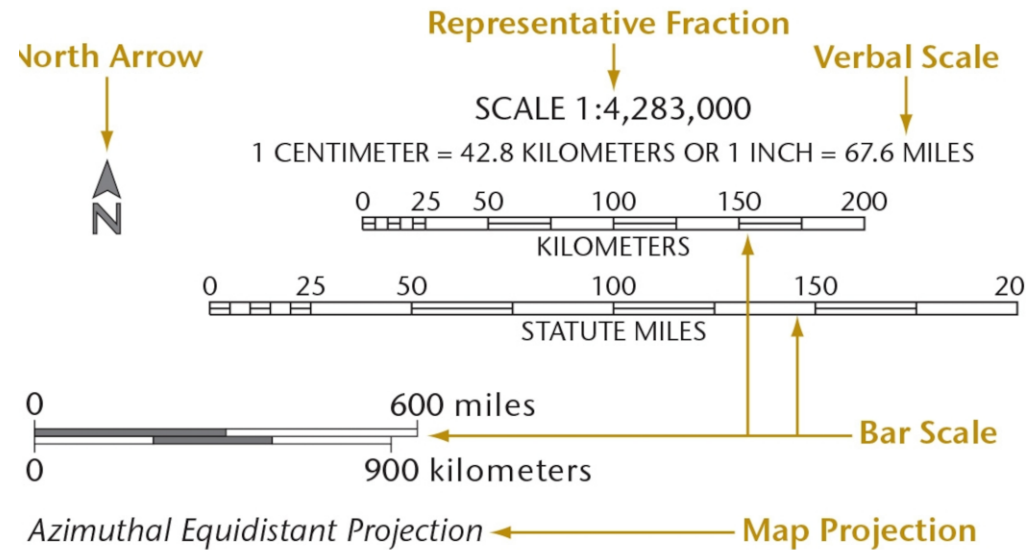 Representative Fraction
North Arrow
Verbal Scale
SCALE 1:4,283,000
1 CENTIMETER = 42.8 KILOMETERS OR 1 INCH = 67.6 MILES
N
0 25 50 100 150 200
KILOMETERS
0 25 50 100 150 20
STATUTE MILES
0 600 miles
Bar Scale
0 900 kilometers
Azimuthal Equidistant Projection
Map Projection